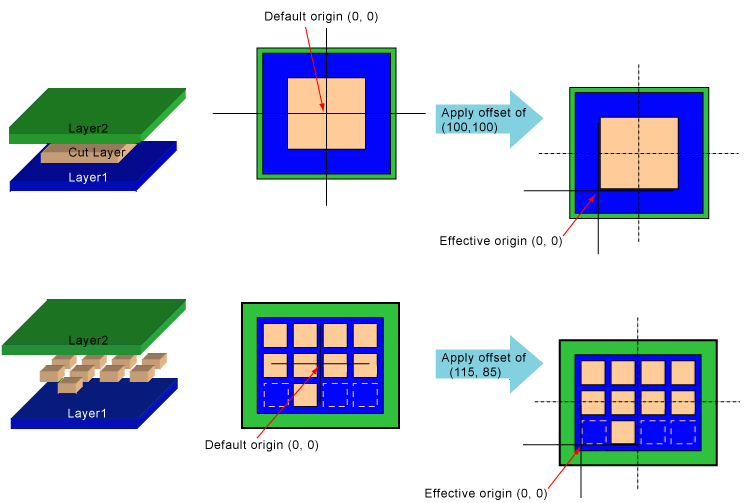 Default origin (0, 0)
Layer2
Cut Layer
Layer1
Apply offset of
(100,100)
Effective origin (0, 0)
Layer2
Layer1
Default origin (0, 0)
Apply offset of
(115, 85)
Effective origin (0, 0)